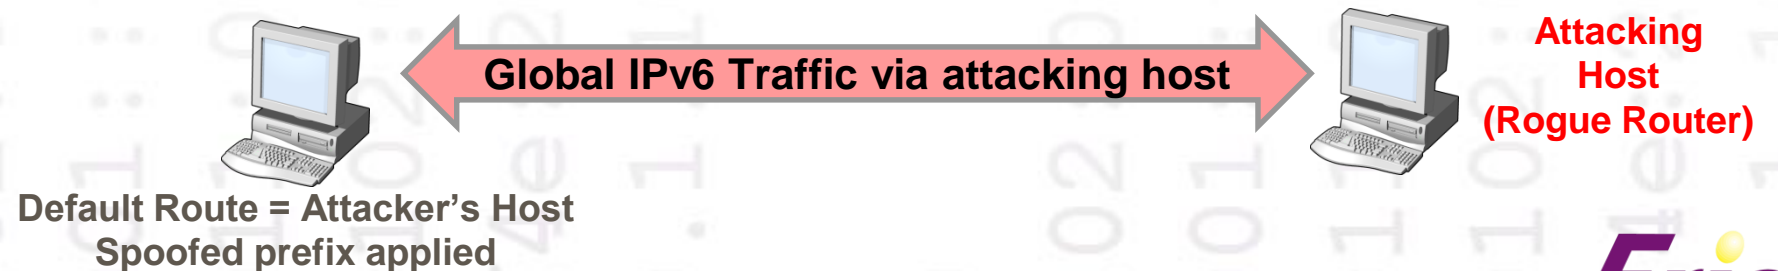 Global IPv6 Traffic via attacking host
Attacking
Host
(Rogue Router)
Default Route = Attacker's Host
Spoofed prefix applied